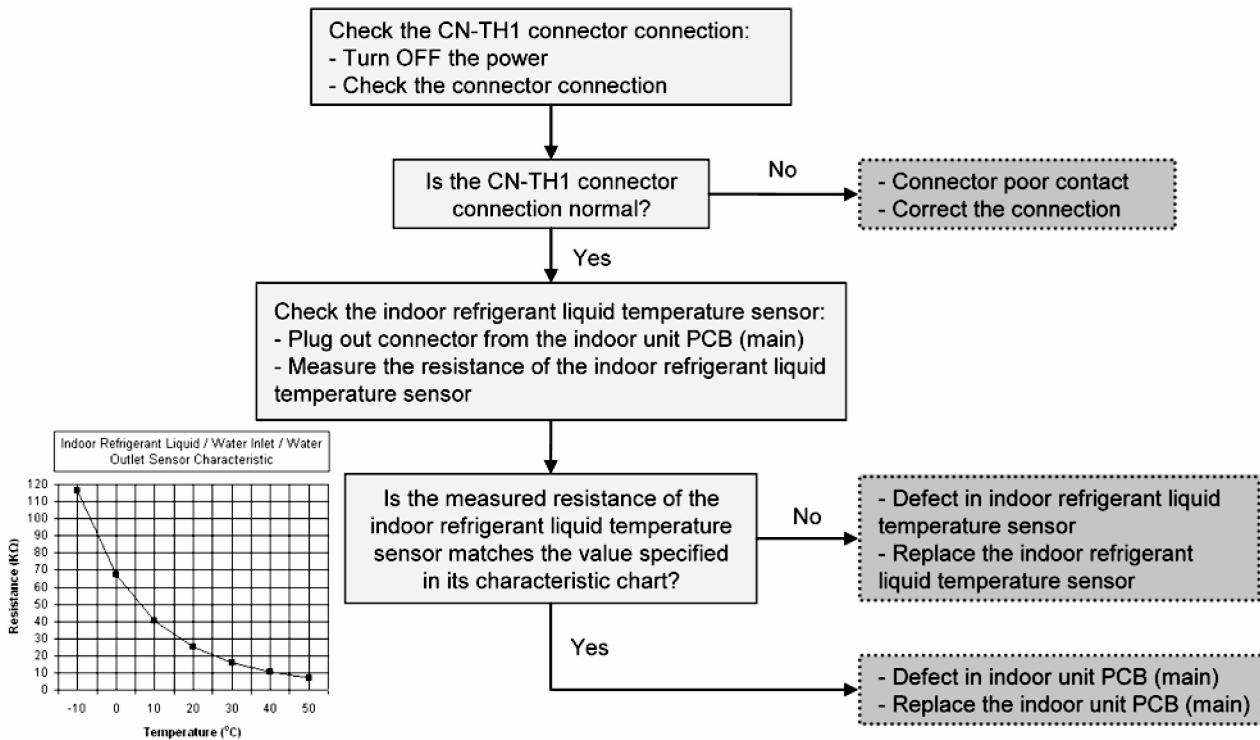 Check the CN-TH1 connector connection:
- Turn OFF the power
- Check the connector connection
Is the CN-TH1 connector
connection normal?
No
- Connector poor contact
- Correct the connection
Yes
Check the indoor refrigerant liquid temperature sensor:
- Plug out connector from the indoor unit PCB (main)
- Measure the resistance of the indoor refrigerant liquid
temperature sensor
Indoor Refrigerant Liquid / Water Inlet / Water
Outlet Sensor Characteristic
Resistance (KΩ)
120
110
100
90
80
70
60
50
40
30
20
10
0
-10 0 10 20 30 40 50
Temperature (°C)
Is the measured resistance of the
indoor refrigerant liquid temperature
sensor matches the value specified
in its characteristic chart?
No
- Defect in indoor refrigerant liquid
temperature sensor
- Replace the indoor refrigerant
liquid temperature sensor
Yes
- Defect in indoor unit PCB (main)
- Replace the indoor unit PCB (main)